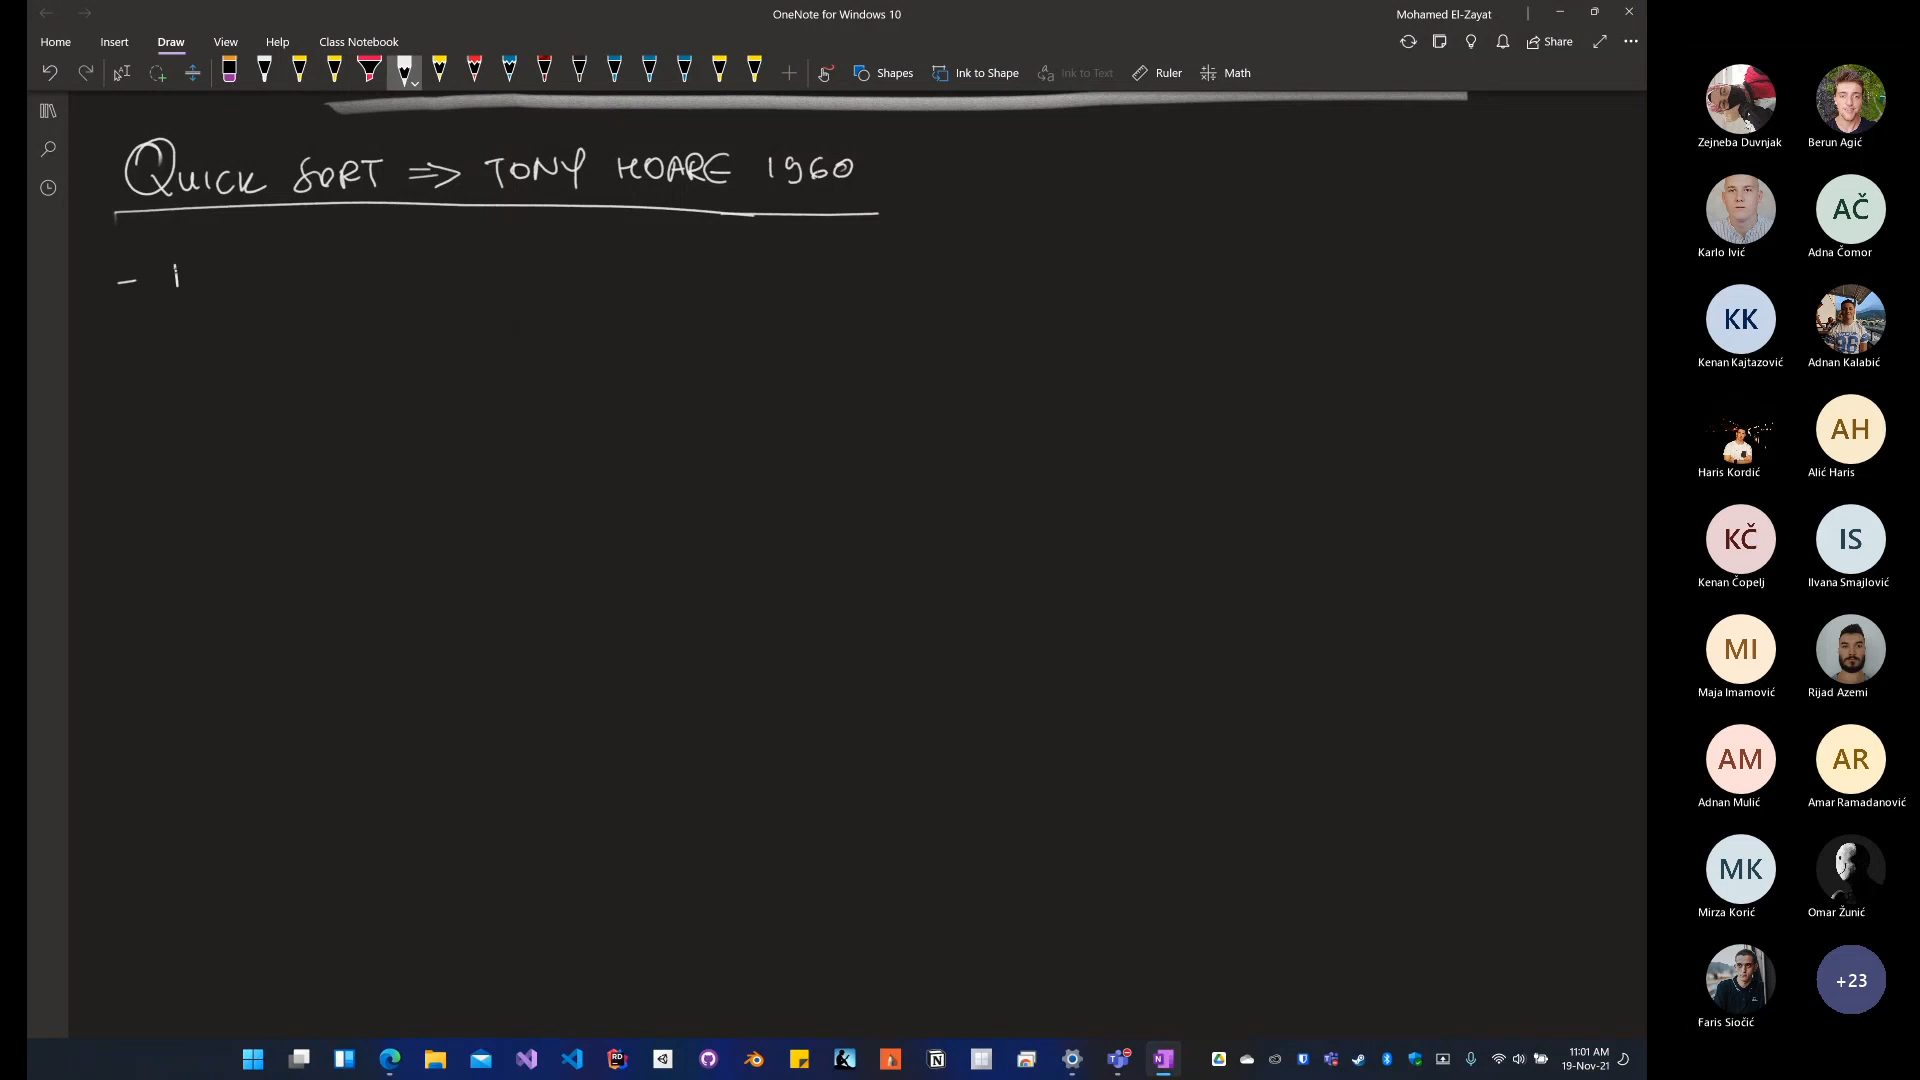 OneNote for Windows 10
Mohamed El-Zayat
Home Insert Draw View Help Class Notebook
Share
Shapes Ink to Shape Ink to Text Ruler Math
QUICK SORT => TONY HOARE 1960
- i
Zejneba Duvnjak
Berun Agić
Karlo Ivić
AČ
Adna Čomor
KK
Kenan Kajtazović
Adnan Kalabić
Haris Kordić
AH
Alić Haris
KČ
Kenan Čopelj
IS
Ilvana Smajlović
MI
Maja Imamović
Rijad Azemi
AM
Adnan Mulić
AR
Amar Ramadanović
MK
Mirza Korić
Omar Žunić
Faris Siočić
+23
11:01 AM
19-Nov-21